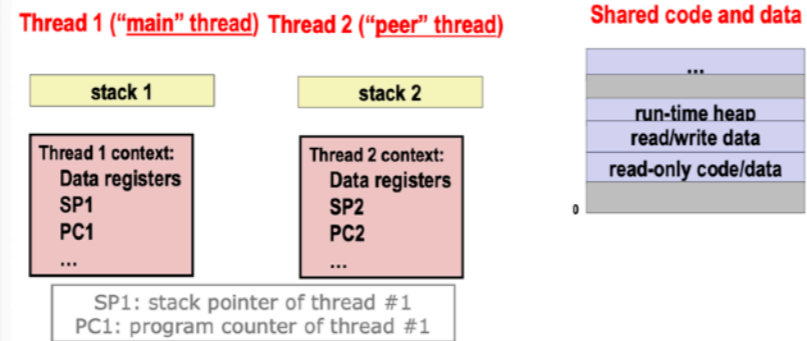 Thread 1 (“main” thread) Thread 2 (“peer” thread)
Shared code and data
stack 1
stack 2
Thread 1 context:
Data registers
SP1
PC1
...
Thread 2 context:
Data registers
SP2
PC2
...
...
run-time heap
read/write data
read-only code/data
0
SP1: stack pointer of thread #1
PC1: program counter of thread #1